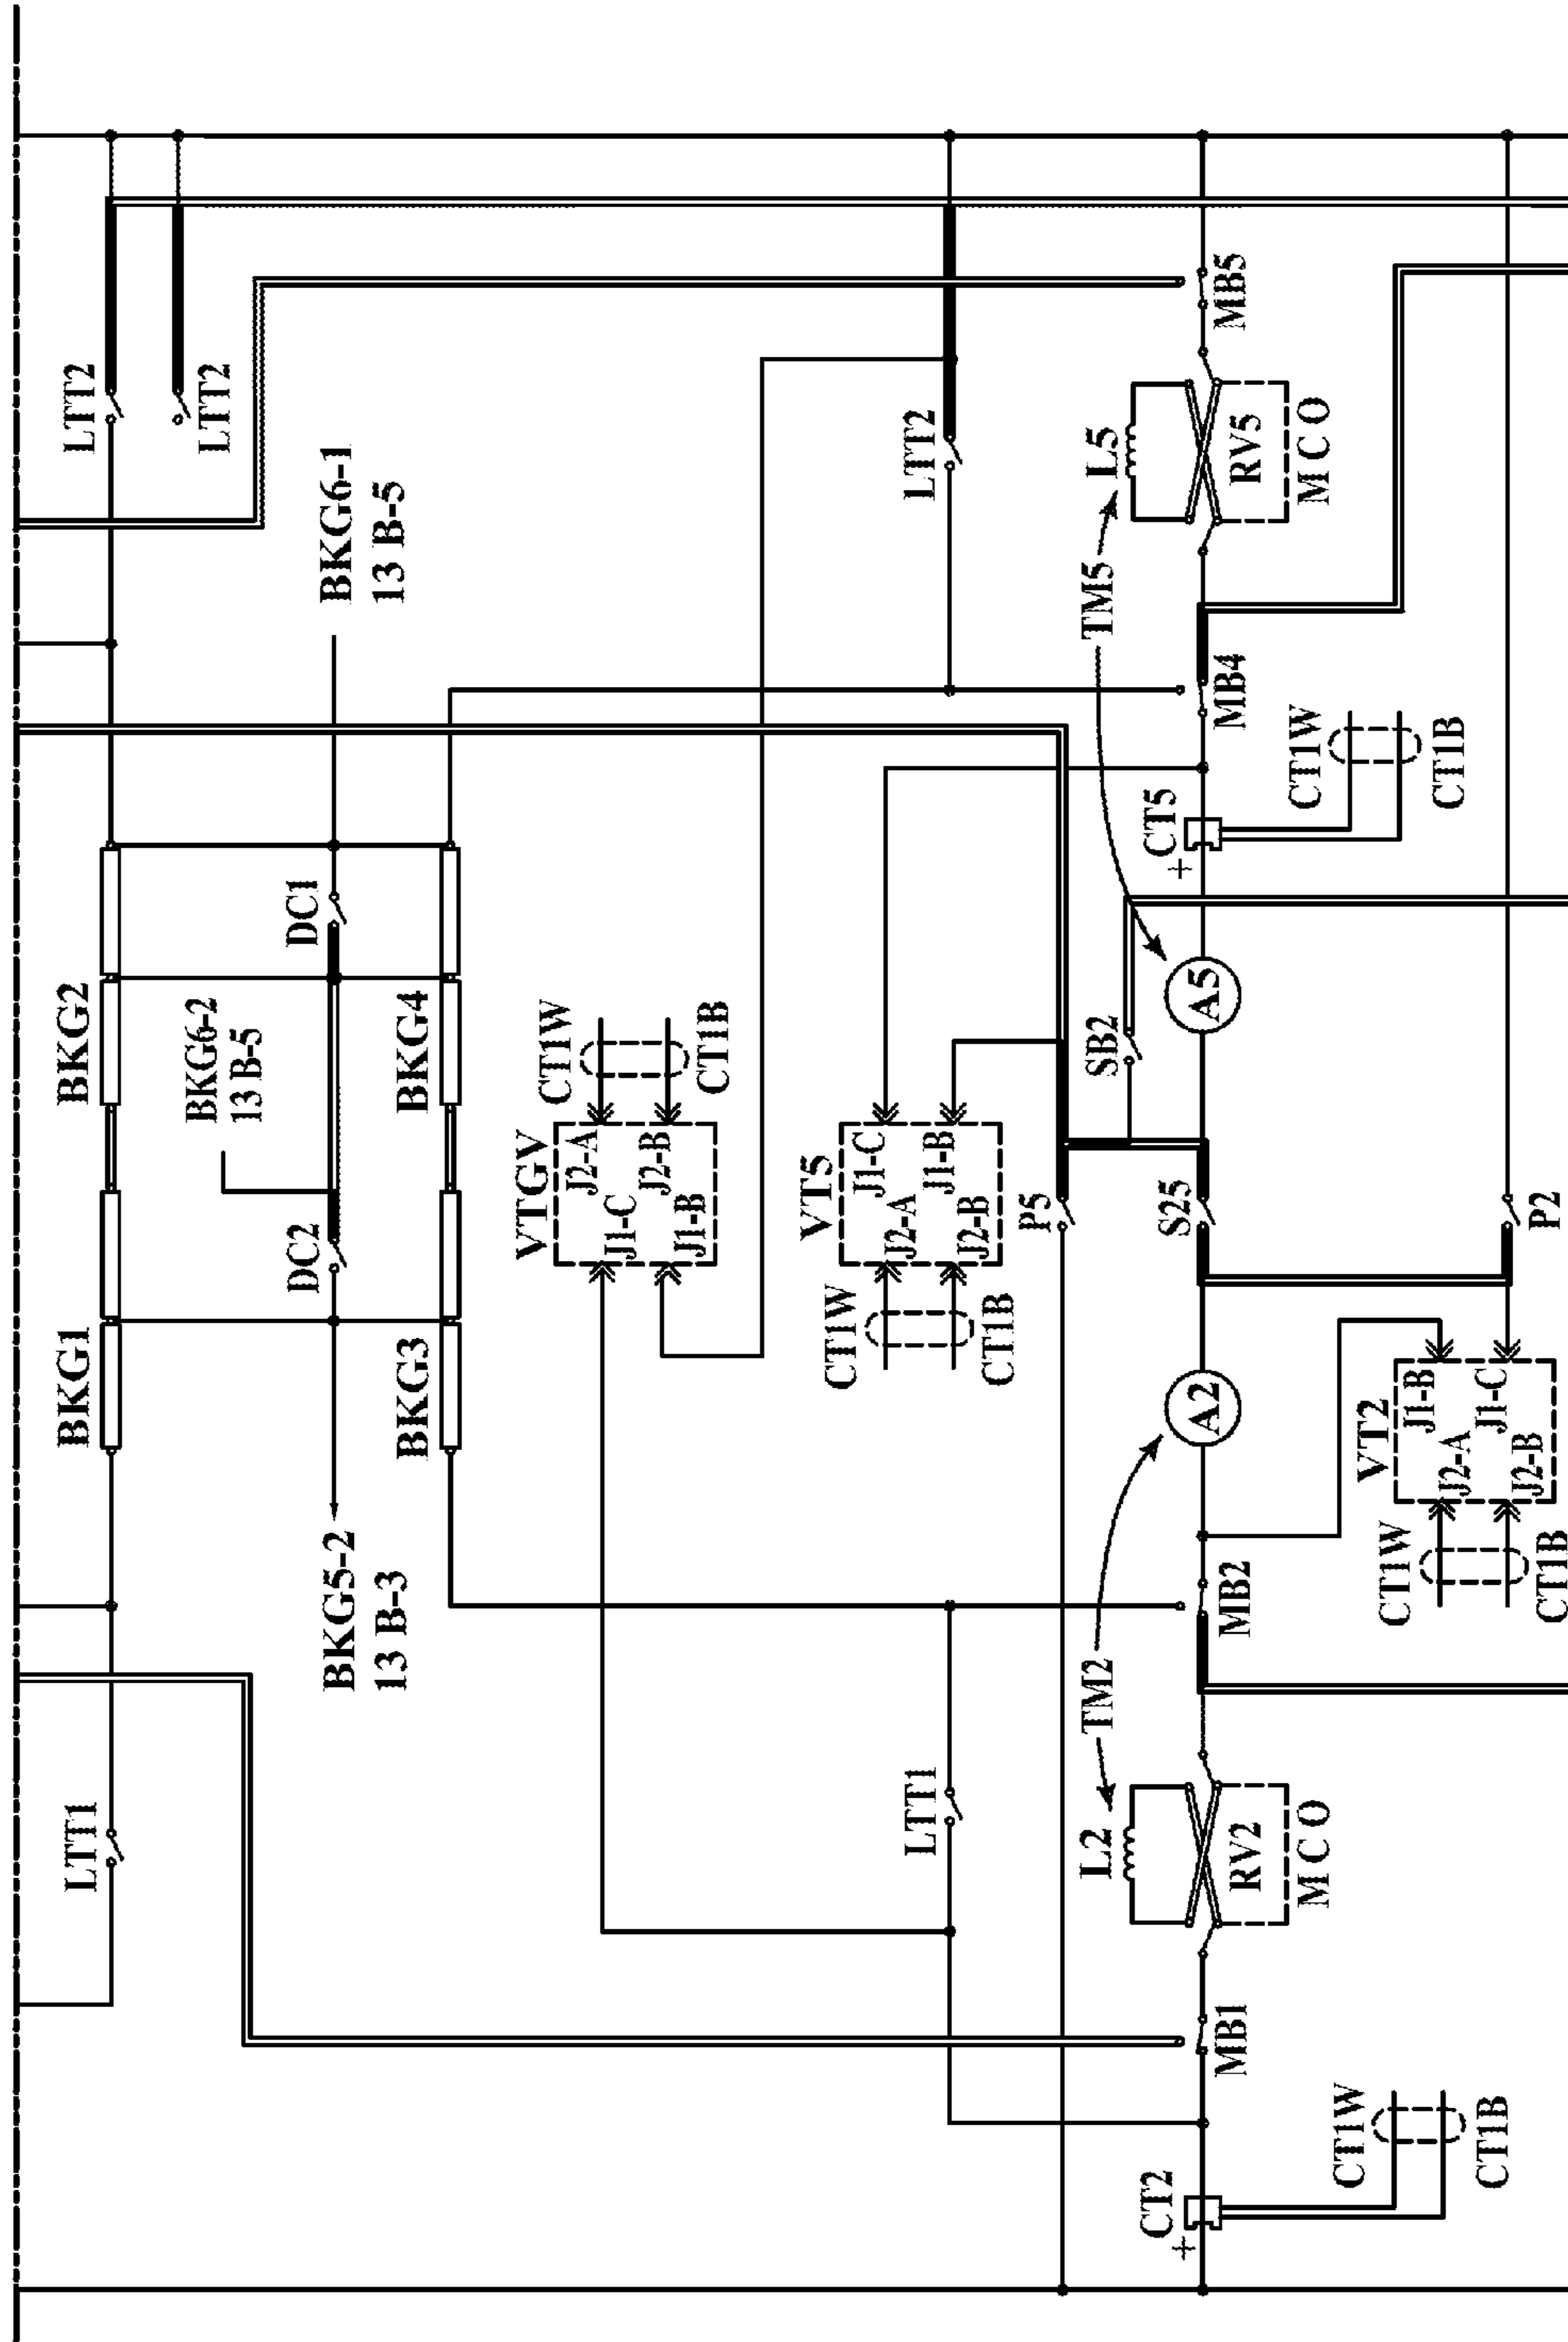 LTT1
LTT2
LTT2
BKG1
BKG2
BKG6-2
13 B-5
BKG6-1
13 B-5
DC2
DC1
BKG5-2
13 B-3
BKG3
BKG4
VTGV
CT1W
J2-A
J1-C
J2-B
J1-B
CT1B
VT5
J1-C
J2-A
J1-B
J2-B
CT1W
CT1B
LTT1
LTT2
P5
SB2
TM2
TM5
L2
L5
+
CT2
MB1
RV2
M C O
MB2
A2
S25
A5
+
CT5
MB4
RV5
M C O
MB5
CT1W
CT1B
CT1W
CT1B
VT2
J1-B
J2-A
J1-C
J2-B
CT1W
CT1B
P2